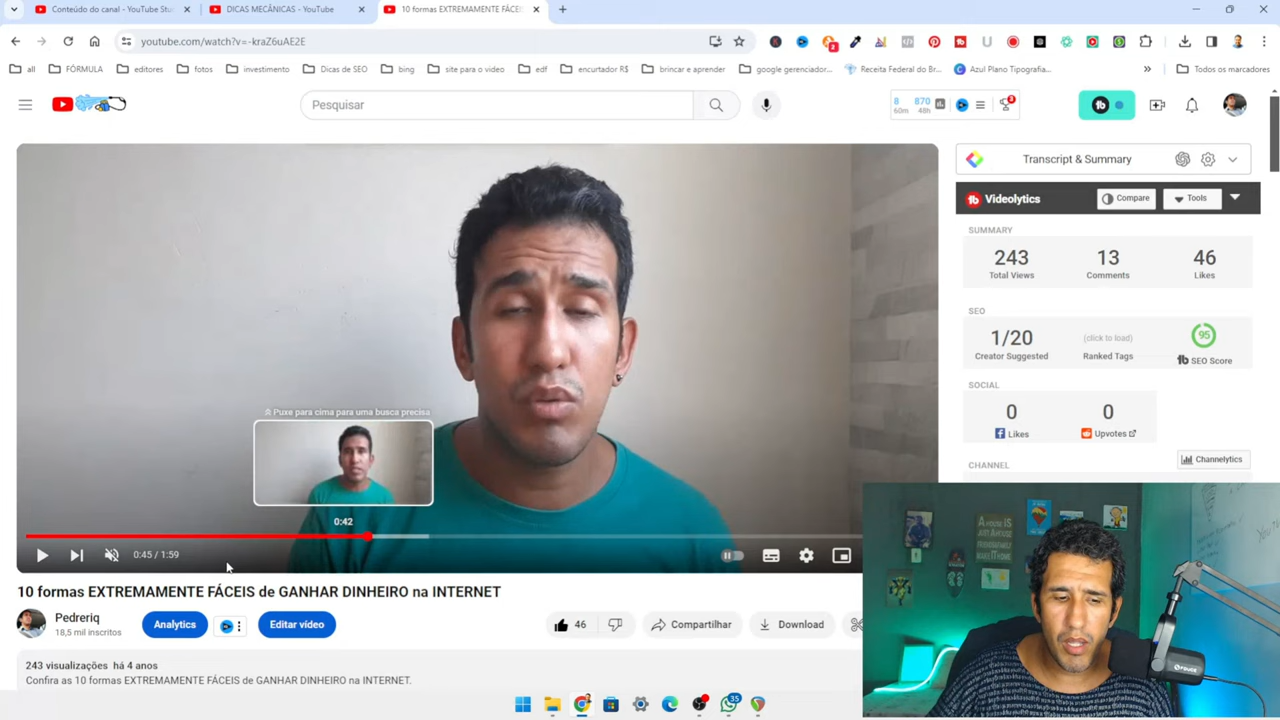 Conteúdo do canal - YouTube Stu
DICAS MECÂNICAS - YouTube
10 formas EXTREMAMENTE FÁCEI
youtube.com/watch?v=-kraZ6uAE2E
all
FÓRMULA
editores
fotos
investimento
Dicas de SEO
bing
site para o video
edf
encurtador R$
brincar e aprender
google gerenciador...
Receita Federal do Br...
Azul Plano Tipografia...
Todos os marcadores
Pesquisar
8 60m
870 48h
Transcript & Summary
Videolytics
Compare
Tools
SUMMARY
243
13
46
Total Views
Comments
Likes
SEO
1/20
(click to load)
95
Creator Suggested
Ranked Tags
SEO Score
SOCIAL
0
0
Likes
Upvotes
CHANNEL
Channelytics
Puxe para cima para uma busca precisa
0:42
0:45 / 1:59
10 formas EXTREMAMENTE FÁCEIS de GANHAR DINHEIRO na INTERNET
Pedreriq
18,5 mil inscritos
Analytics
Editar vídeo
46
Compartilhar
Download
243 visualizações há 4 anos
Confira as 10 formas EXTREMAMENTE FÁCEIS de GANHAR DINHEIRO na INTERNET.
35